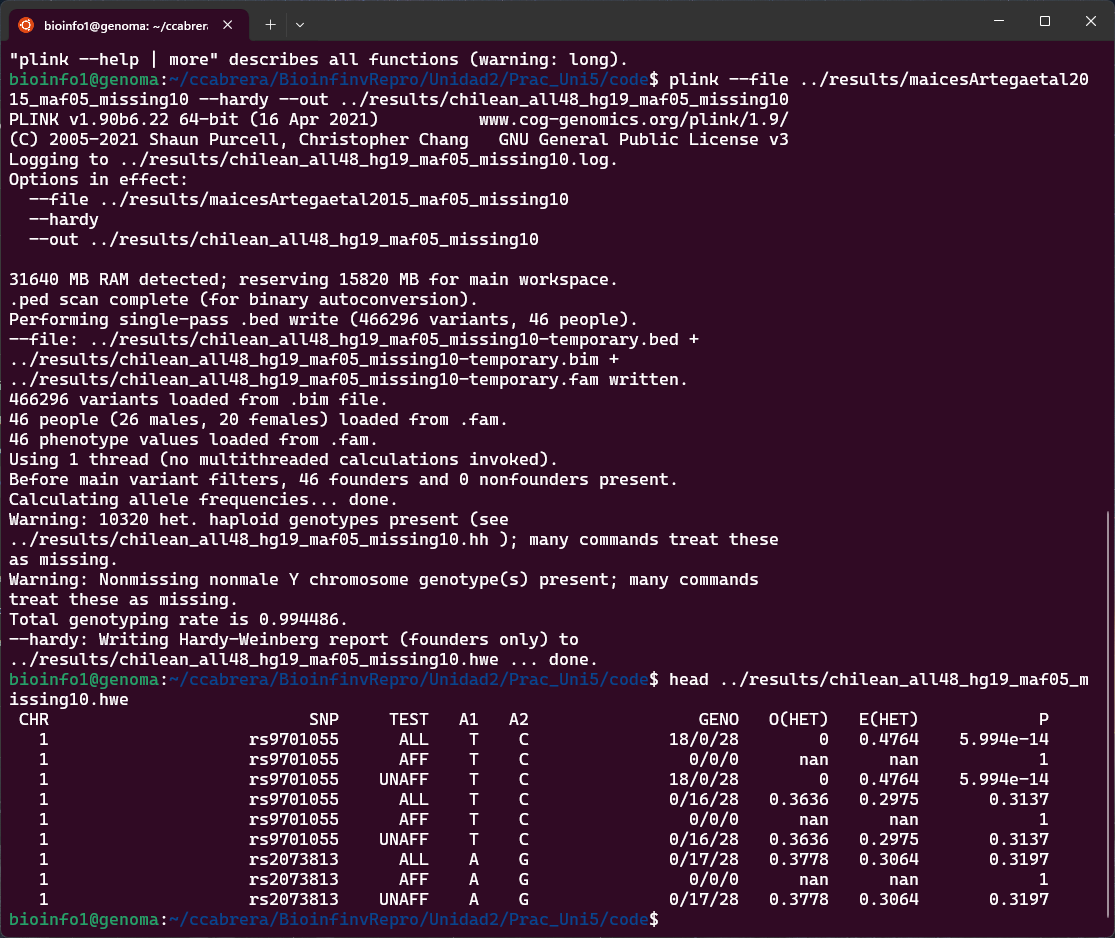 bioinfo1@genoma: ~/ccabrera
"plink --help | more" describes all functions (warning: long).
bioinfo1@genoma:~/ccabrera/BioinfinvRepro/Unidad2/Prac_Uni5/code$ plink --file ../results/maicesArtegaetal20
15_maf05_missing10 --hardy --out ../results/chilean_all48_hg19_maf05_missing10
PLINK v1.90b6.22 64-bit (16 Apr 2021)          www.cog-genomics.org/plink/1.9/
(C) 2005-2021 Shaun Purcell, Christopher Chang   GNU General Public License v3
Logging to ../results/chilean_all48_hg19_maf05_missing10.log.
Options in effect:
  --file ../results/maicesArtegaetal2015_maf05_missing10
  --hardy
  --out ../results/chilean_all48_hg19_maf05_missing10
31640 MB RAM detected; reserving 15820 MB for main workspace.
.ped scan complete (for binary autoconversion).
Performing single-pass .bed write (466296 variants, 46 people).
--file: ../results/chilean_all48_hg19_maf05_missing10-temporary.bed +
../results/chilean_all48_hg19_maf05_missing10-temporary.bim +
../results/chilean_all48_hg19_maf05_missing10-temporary.fam written.
466296 variants loaded from .bim file.
46 people (26 males, 20 females) loaded from .fam.
46 phenotype values loaded from .fam.
Using 1 thread (no multithreaded calculations invoked).
Before main variant filters, 46 founders and 0 nonfounders present.
Calculating allele frequencies... done.
Warning: 10320 het. haploid genotypes present (see
../results/chilean_all48_hg19_maf05_missing10.hh ); many commands treat these
as missing.
Warning: Nonmissing nonmale Y chromosome genotype(s) present; many commands
treat these as missing.
Total genotyping rate is 0.994486.
--hardy: Writing Hardy-Weinberg report (founders only) to
../results/chilean_all48_hg19_maf05_missing10.hwe ... done.
bioinfo1@genoma:~/ccabrera/BioinfinvRepro/Unidad2/Prac_Uni5/code$ head ../results/chilean_all48_hg19_maf05_m
issing10.hwe
 CHR                          SNP     TEST   A1   A2                 GENO   O(HET)   E(HET)            P
   1                    rs9701055      ALL    T    C              18/0/28        0   0.4764    5.994e-14
   1                    rs9701055      AFF    T    C                0/0/0      nan      nan            1
   1                    rs9701055    UNAFF    T    C              18/0/28        0   0.4764    5.994e-14
   1                    rs9701055      ALL    T    C              0/16/28   0.3636   0.2975       0.3137
   1                    rs9701055      AFF    T    C                0/0/0      nan      nan            1
   1                    rs9701055    UNAFF    T    C              0/16/28   0.3636   0.2975       0.3137
   1                    rs2073813      ALL    A    G              0/17/28   0.3778   0.3064       0.3197
   1                    rs2073813      AFF    A    G                0/0/0      nan      nan            1
   1                    rs2073813    UNAFF    A    G              0/17/28   0.3778   0.3064       0.3197
bioinfo1@genoma:~/ccabrera/BioinfinvRepro/Unidad2/Prac_Uni5/code$